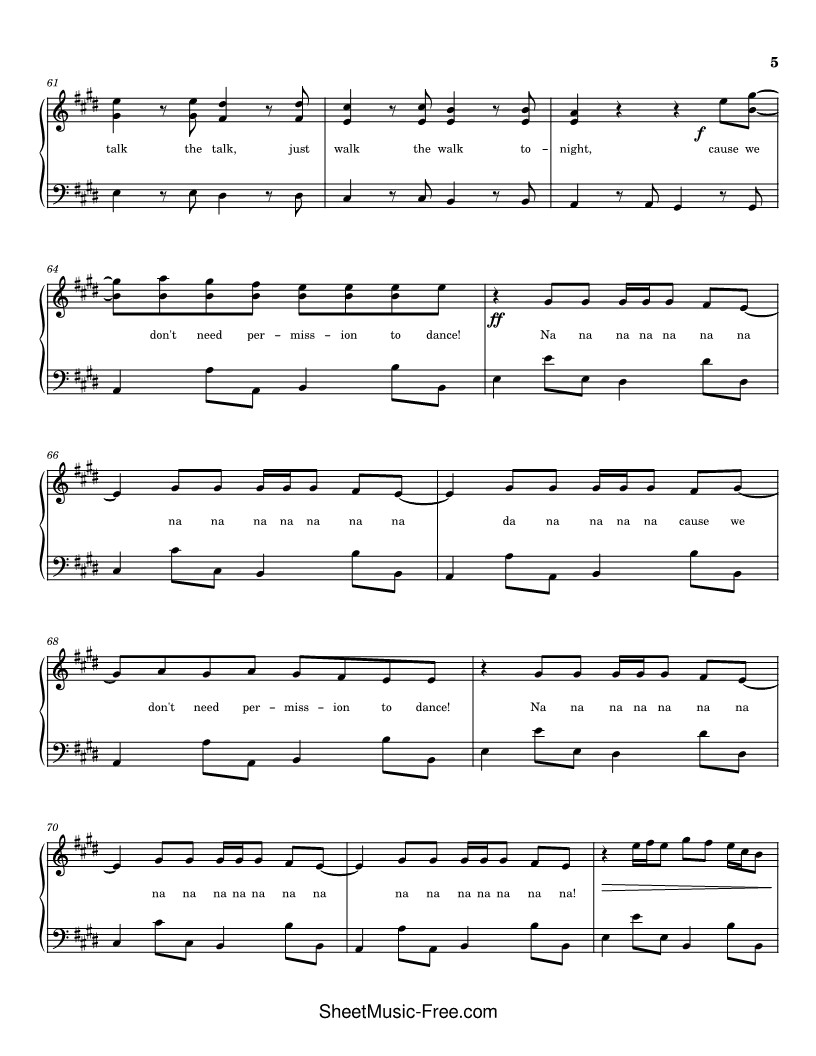 5
61
talk the talk, just walk the walk to – night, cause we
f
64
ff
don't need per – miss – ion to dance! Na na na na na na na
66
na na na na na na na da na na na na cause we
68
don't need per – miss – ion to dance! Na na na na na na na
70
na na na na na na na na na na na na na na!
SheetMusic-Free.com